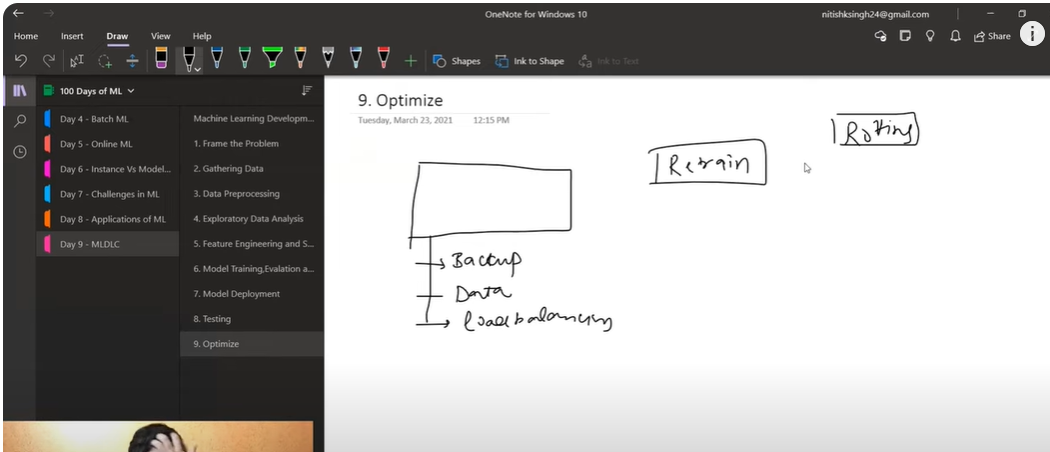 OneNote for Windows 10
nitishksingh24@gmail.com
Home Insert Draw View Help
Share
Shapes Ink to Shape Ink to Text
100 Days of ML
Day 4 - Batch ML
Day 5 - Online ML
Day 6 - Instance Vs Model...
Day 7 - Challenges in ML
Day 8 - Applications of ML
Day 9 - MLDLC
Machine Learning Developm...
1. Frame the Problem
2. Gathering Data
3. Data Preprocessing
4. Exploratory Data Analysis
5. Feature Engineering and S...
6. Model Training,Evalation a...
7. Model Deployment
8. Testing
9. Optimize
9. Optimize
Tuesday, March 23, 2021 12:15 PM
Rotting
Retrain
Backup
Data
loadbalancing